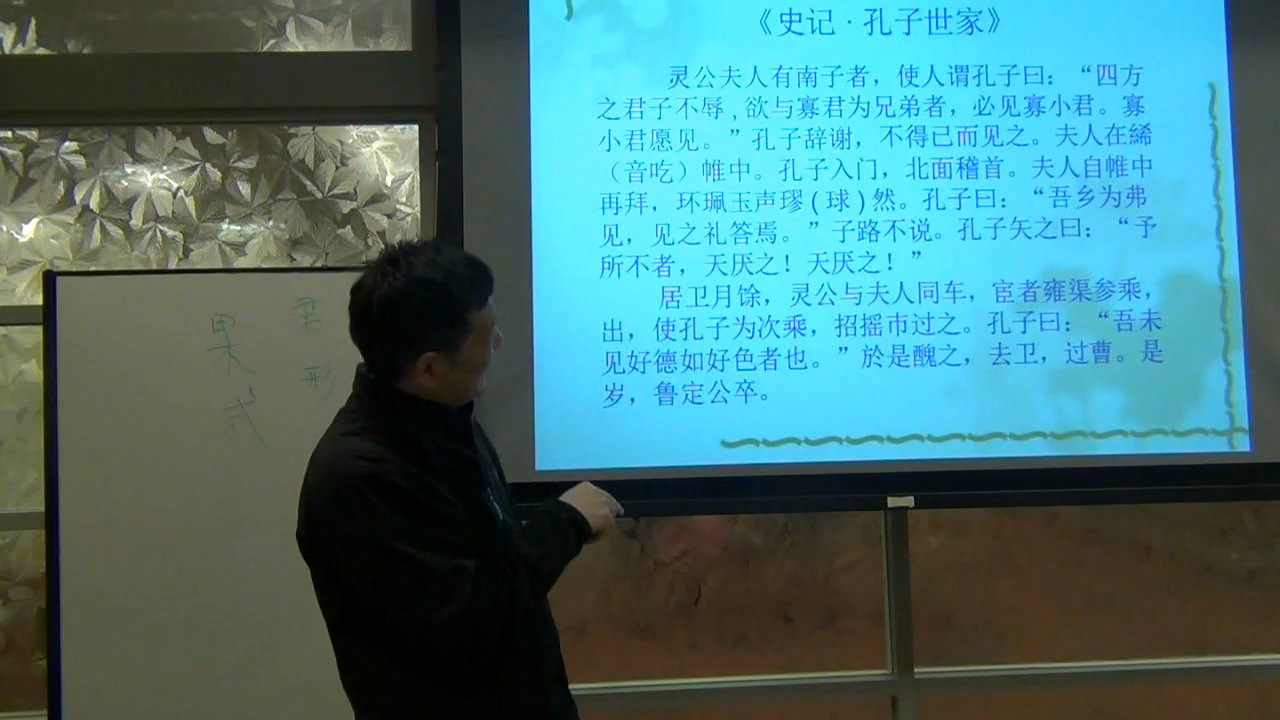 《史记·孔子世家》
灵公夫人有南子者，使人谓孔子曰：“四方
之君子不辱,欲与寡君为兄弟者，必见寡小君。寡
小君愿见。”孔子辞谢，不得已而见之。夫人在絺
（音吃）帷中。孔子入门，北面稽首。夫人自帷中
再拜，环珮玉声璆(球)然。孔子曰：“吾乡为弗
见，见之礼答焉。”子路不说。孔子矢之曰：“予
所不者，天厌之！天厌之！”
居卫月馀，灵公与夫人同车，宦者雍渠参乘，
出，使孔子为次乘，招摇市过之。孔子曰：“吾未
见好德如好色者也。”於是醜之，去卫，过曹。是
岁，鲁定公卒。
君形
果式